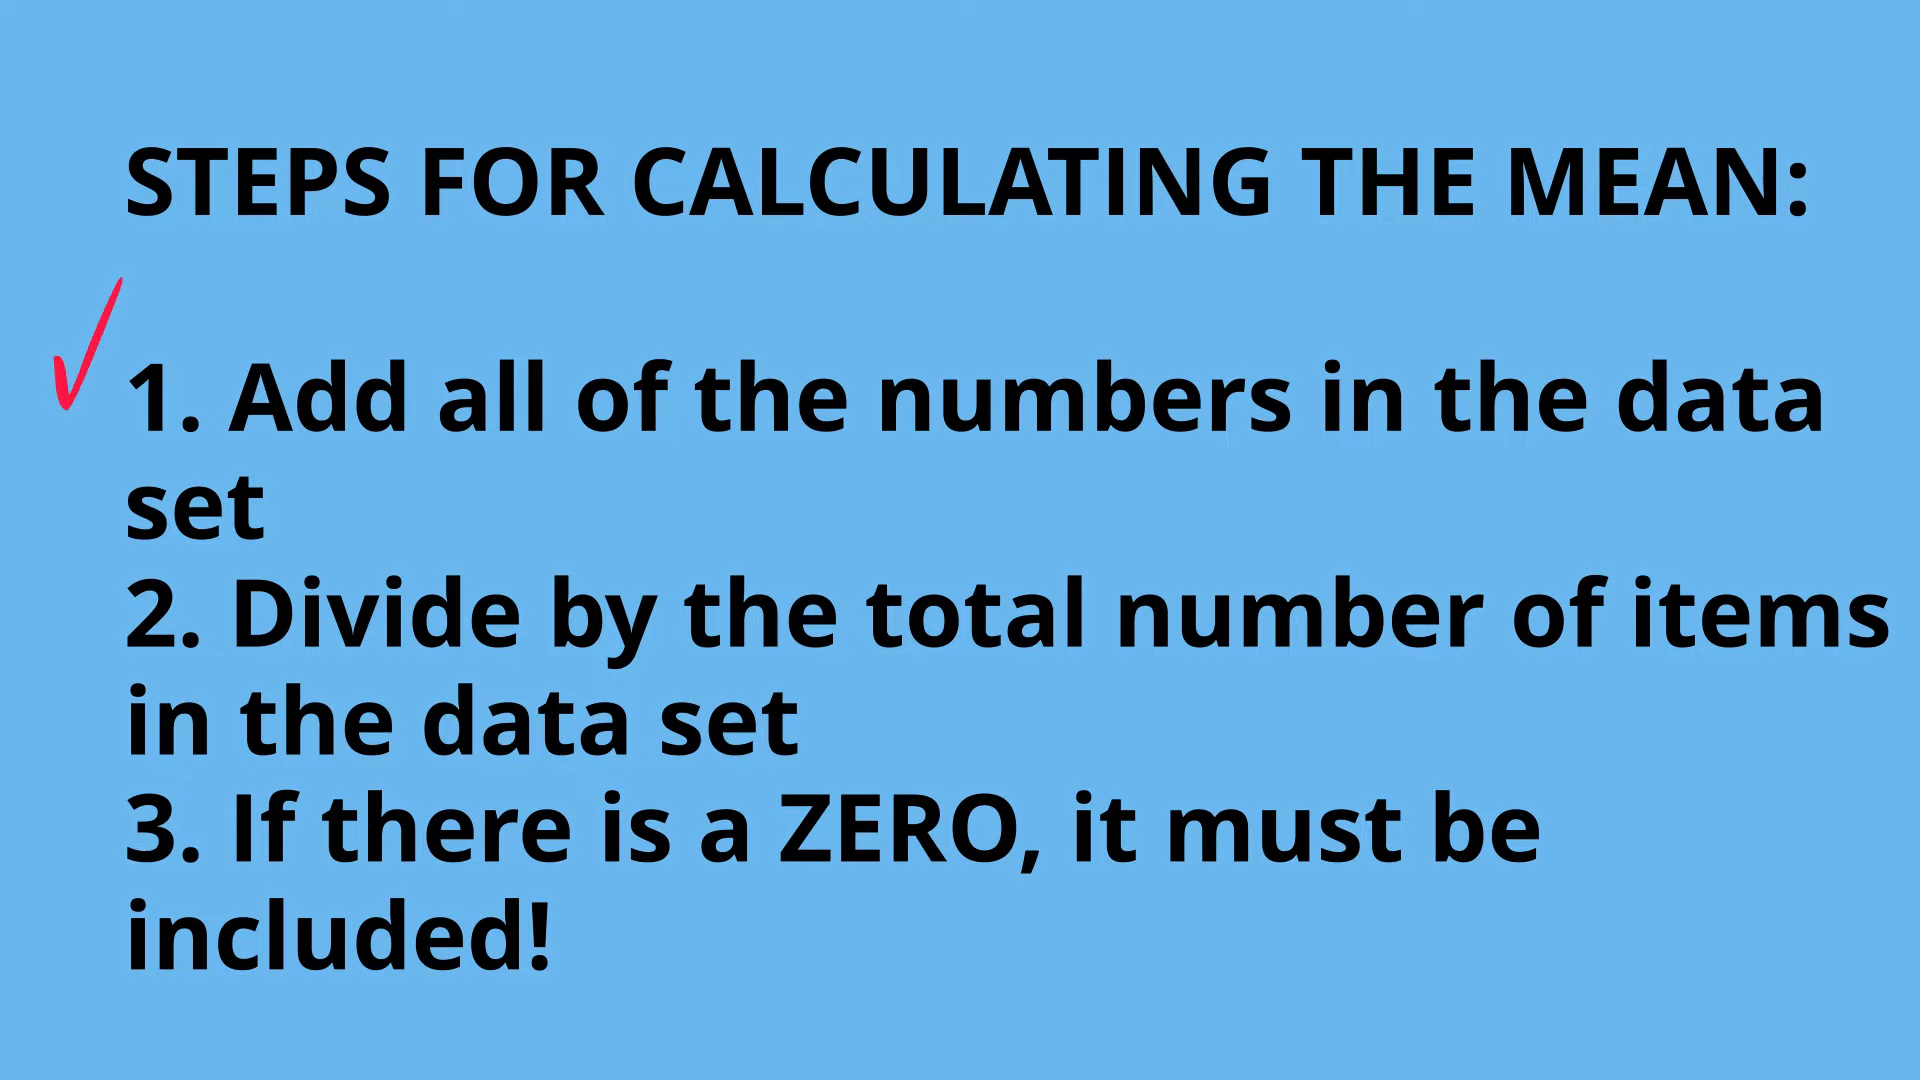 STEPS FOR CALCULATING THE MEAN:
1. Add all of the numbers in the data
set
2. Divide by the total number of items
in the data set
3. If there is a ZERO, it must be
included!